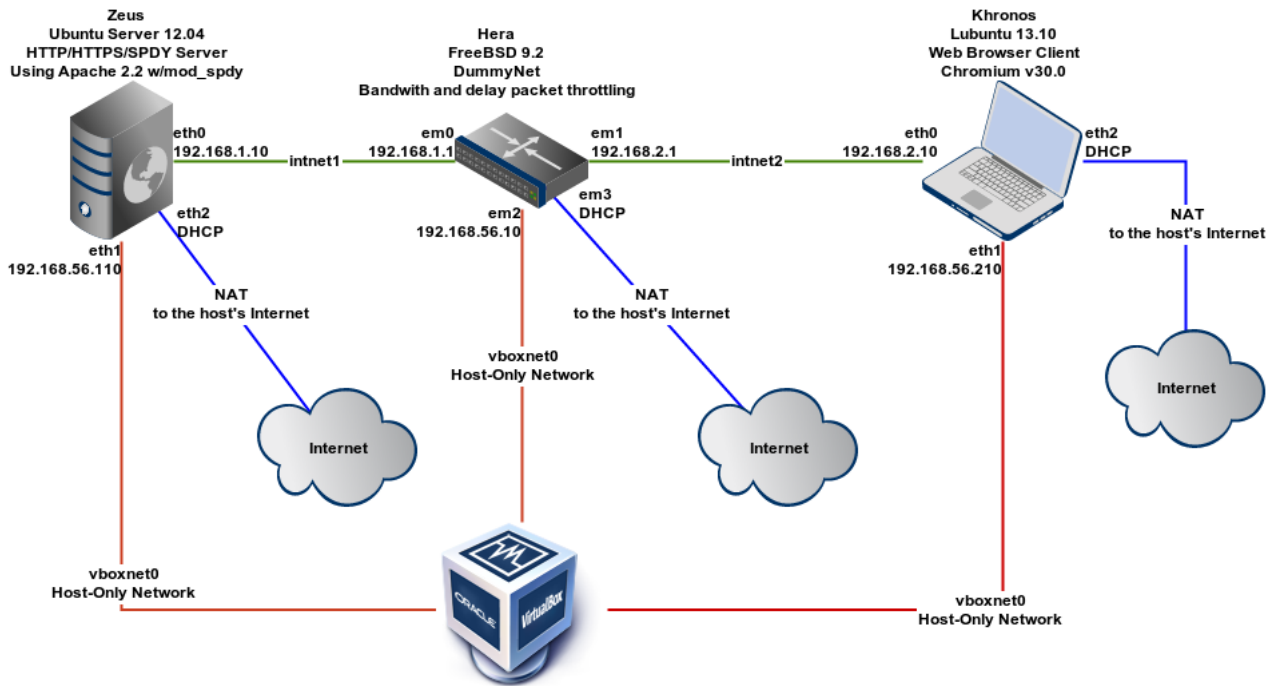 Zeus
Ubuntu Server 12.04
HTTP/HTTPS/SPDY Server
Using Apache 2.2 w/mod_spdy
Hera
FreeBSD 9.2
DummyNet
Bandwith and delay packet throttling
Khronos
Lubuntu 13.10
Web Browser Client
Chromium v30.0
eth0
192.168.1.10
intnet1
em0
192.168.1.1
em1
192.168.2.1
intnet2
eth0
192.168.2.10
eth2
DHCP
eth2
DHCP
eth1
192.168.56.110
em3
DHCP
em2
192.168.56.10
eth1
192.168.56.210
NAT
to the host's Internet
NAT
to the host's Internet
NAT
to the host's Internet
vboxnet0
Host-Only Network
Internet
Internet
Internet
vboxnet0
Host-Only Network
ORACLE
VirtualBox
vboxnet0
Host-Only Network